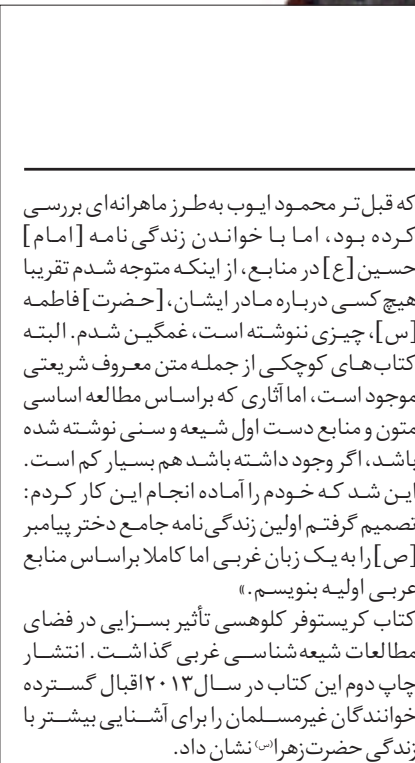 که قبل‌تر محمود ایوب به‌طرز ماهرانه‌ای بررسی
کرده بود، اما با خواندن زندگی‌نامه [امام]
حسین [ع] در منابع، از اینکه متوجه شدم تقریبا
هیچ کسی درباره مادر ایشان، [حضرت] فاطمه
[س]، چیزی ننوشته است، غمگین شدم. البته
کتاب‌های کوچکی از جمله متن معروف شریعتی
موجود است، اما آثاری که براساس مطالعه اساسی
متون و منابع دست اول شیعه و سنی نوشته شده
باشد، اگر وجود داشته باشد هم بسیار کم است.
این شد که خودم را آماده انجام این کار کردم:
تصمیم گرفتم اولین زندگی‌نامه جامع دختر پیامبر
[ص] را به یک زبان غربی اما کاملا براساس منابع
عربی اولیه بنویسم.»
کتاب کریستوفر کلوهسی تأثیر بسزایی در فضای
مطالعات شیعه‌شناسی غربی گذاشت. انتشار
چاپ دوم این کتاب در سال ۲۰۱۳ اقبال گسترده
خوانندگان غیرمسلمان را برای آشنایی بیشتر با
زندگی حضرت زهرا(س) نشان داد.